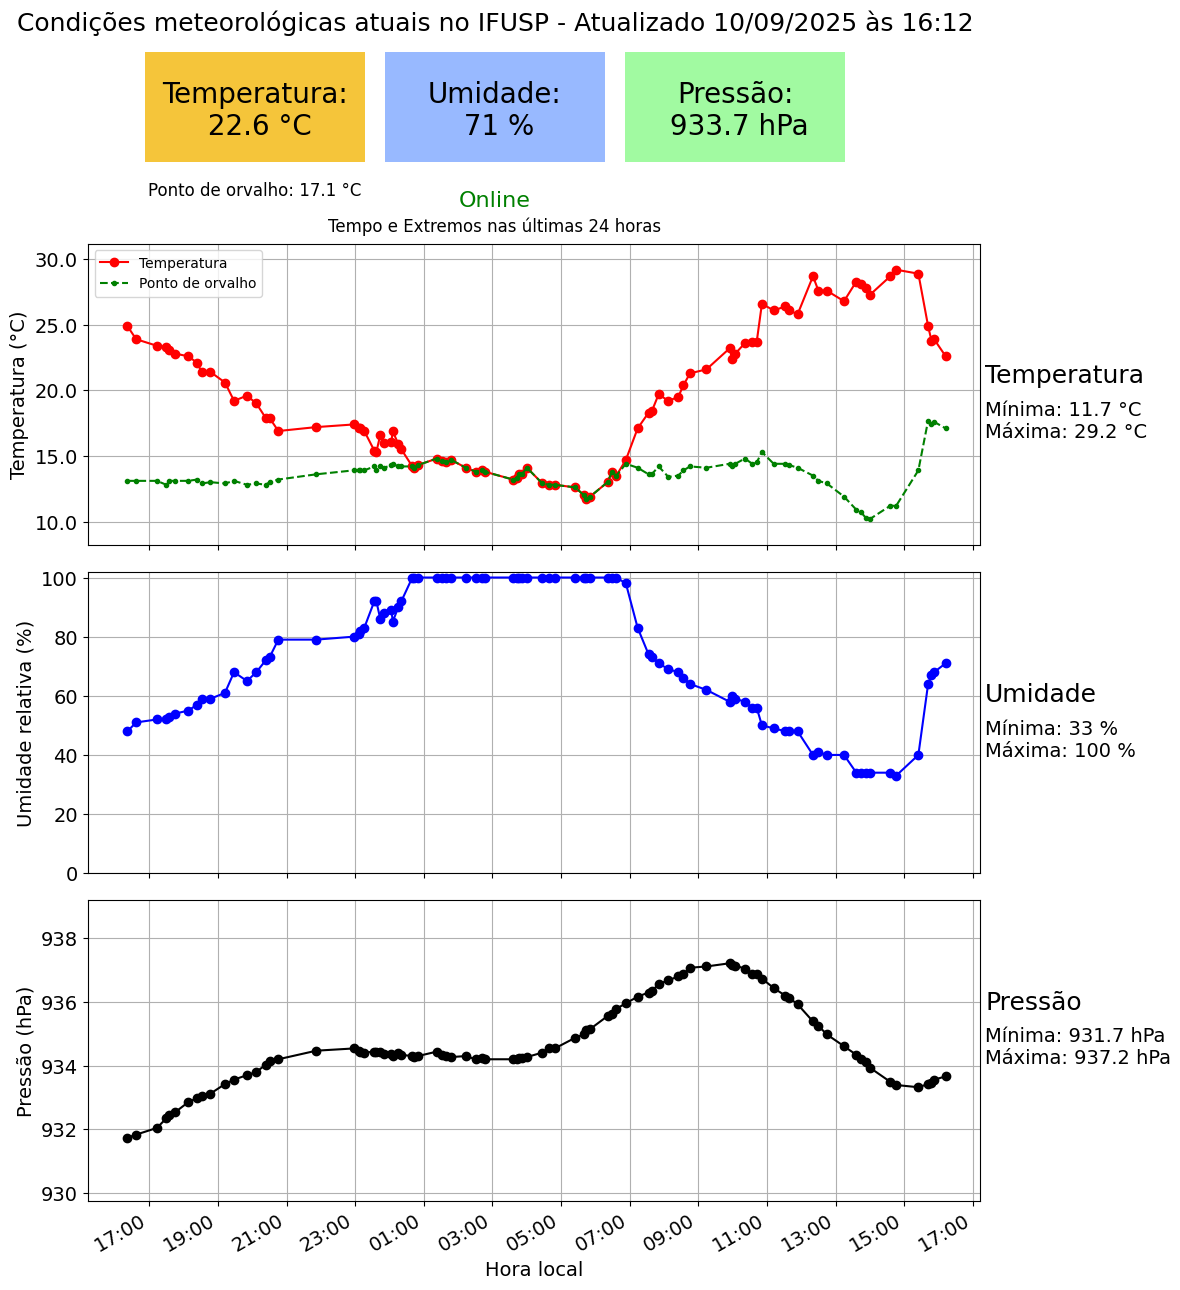 Condições meteorológicas atuais no IFUSP - Atualizado 10/09/2025 às 16:12
Temperatura:
22.6 °C
Umidade:
71 %
Pressão:
933.7 hPa
Ponto de orvalho: 17.1 °C
Online
Tempo e Extremos nas últimas 24 horas
Temperatura
Ponto de orvalho
Temperatura (°C)
30.0
25.0
20.0
15.0
10.0
Temperatura
Mínima: 11.7 °C
Máxima: 29.2 °C
Umidade relativa (%)
100
80
60
40
20
0
Umidade
Mínima: 33 %
Máxima: 100 %
Pressão (hPa)
938
936
934
932
930
Pressão
Mínima: 931.7 hPa
Máxima: 937.2 hPa
17:00
19:00
21:00
23:00
01:00
03:00
05:00
07:00
09:00
11:00
13:00
15:00
17:00
Hora local